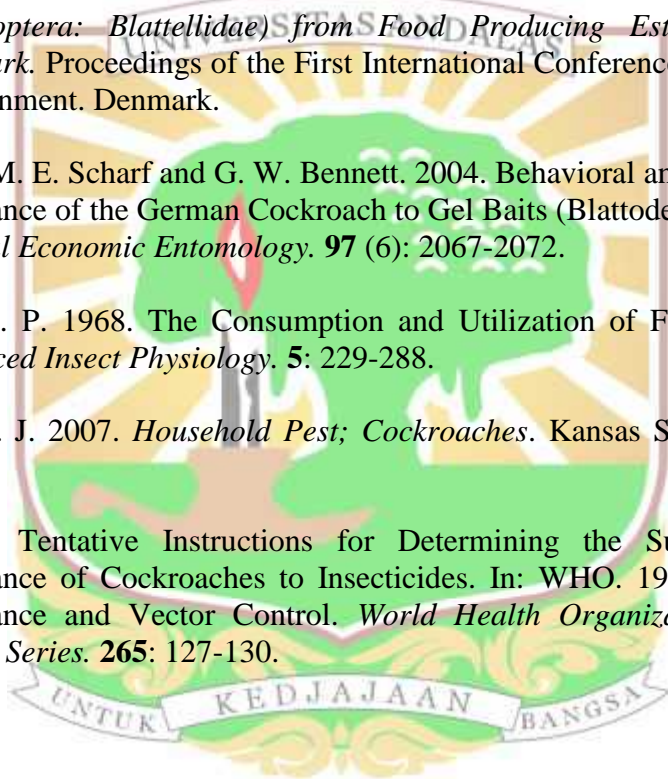 optera: Blattellidae) from Food Producing Est
UNIVERSITAS ANDALAS
rk. Proceedings of the First International Conference
nment. Denmark.
M. E. Scharf and G. W. Bennett. 2004. Behavioral an
ance of the German Cockroach to Gel Baits (Blattode
l Economic Entomology. 97 (6): 2067-2072.
. P. 1968. The Consumption and Utilization of F
ced Insect Physiology. 5: 229-288.
. J. 2007. Household Pest; Cockroaches. Kansas S
Tentative Instructions for Determining the Su
ance of Cockroaches to Insecticides. In: WHO. 19
ance and Vector Control. World Health Organiza
Series. 265: 127-130.
UNTUK KEDJAJAAN BANGSA